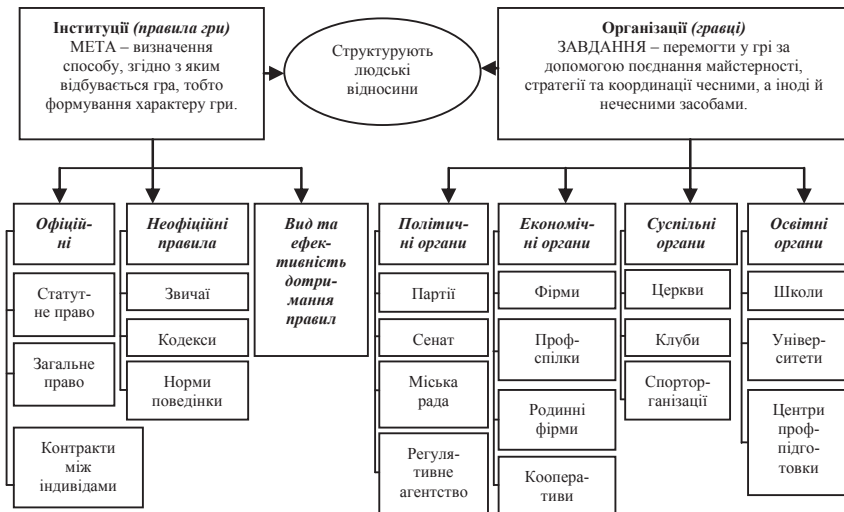 Інституції (правила гри)
МЕТА – визначення
способу, згідно з яким
відбувається гра, тобто
формування характеру гри.
Структурують
людські
відносини
Організації (гравці)
ЗАВДАННЯ – перемогти у грі за
допомогою поєднання майстерності,
стратегії та координації чесними, а іноді й
нечесними засобами.
Офіцій-
ні
Статут-
не право
Загальне
право
Контракти
між
індивідами
Неофіційні
правила
Звичаї
Кодекси
Норми
поведінки
Вид та
ефек-
тивність
дотри-
мання
правил
Політич-
ні органи
Партії
Сенат
Міська
рада
Регуля-
тивне
агентство
Економіч-
ні органи
Фірми
Проф-
спілки
Родинні
фірми
Коопера-
тиви
Суспільні
органи
Церкви
Клуби
Спортор-
ганізації
Освітні
органи
Школи
Універ-
ситети
Центри
проф-
підго-
товки